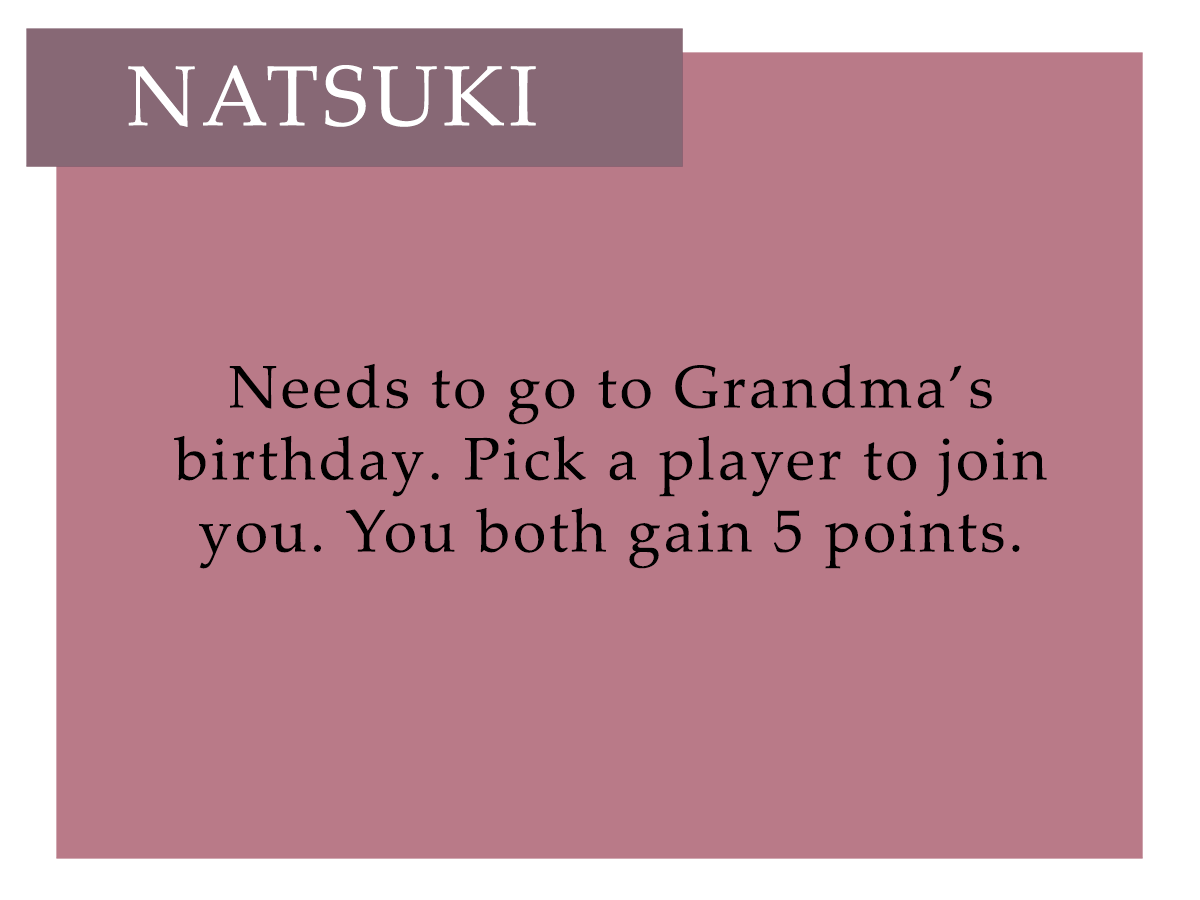 NATSUKI
Needs to go to Grandma’s
birthday. Pick a player to join
you. You both gain 5 points.